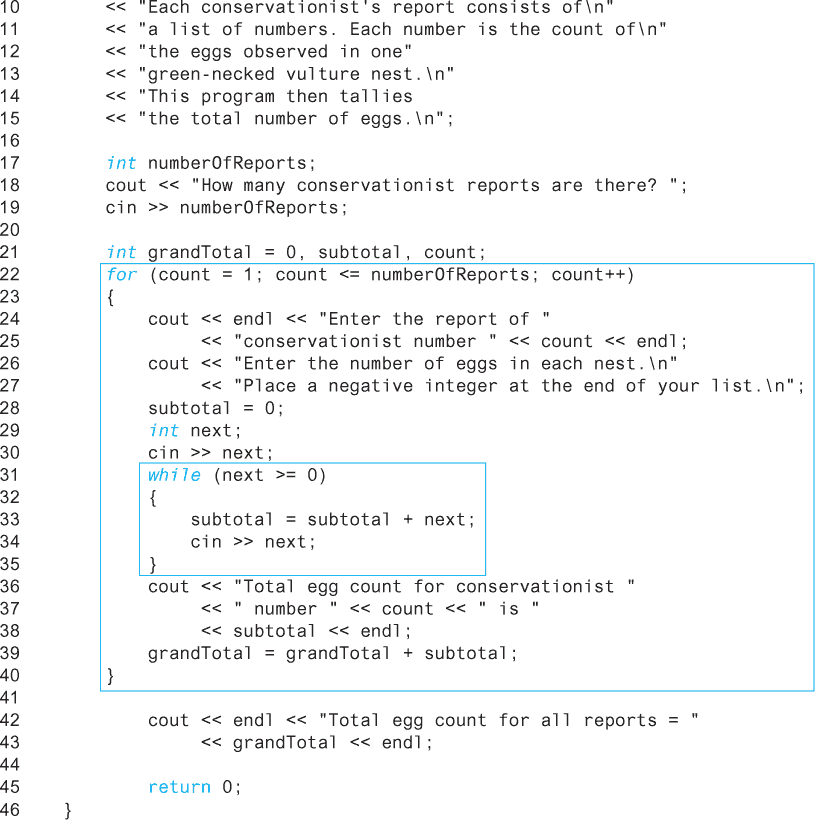 10 << "Each conservationist's report consists of\n"
11 << "a list of numbers. Each number is the count of\n"
12 << "the eggs observed in one"
13 << "green-necked vulture nest.\n"
14 << "This program then tallies
15 << "the total number of eggs.\n";
16
17 int numberOfReports;
18 cout << "How many conservationist reports are there? ";
19 cin >> numberOfReports;
20
21 int grandTotal = 0, subtotal, count;
22 for (count = 1; count <= numberOfReports; count++)
23 {
24 cout << endl << "Enter the report of "
25 << "conservationist number " << count << endl;
26 cout << "Enter the number of eggs in each nest.\n"
27 << "Place a negative integer at the end of your list.\n";
28 subtotal = 0;
29 int next;
30 cin >> next;
31 while (next >= 0)
32 {
33 subtotal = subtotal + next;
34 cin >> next;
35 }
36 cout << "Total egg count for conservationist "
37 << " number " << count << " is "
38 << subtotal << endl;
39 grandTotal = grandTotal + subtotal;
40 }
41
42 cout << endl << "Total egg count for all reports = "
43 << grandTotal << endl;
44
45 return 0;
46 }